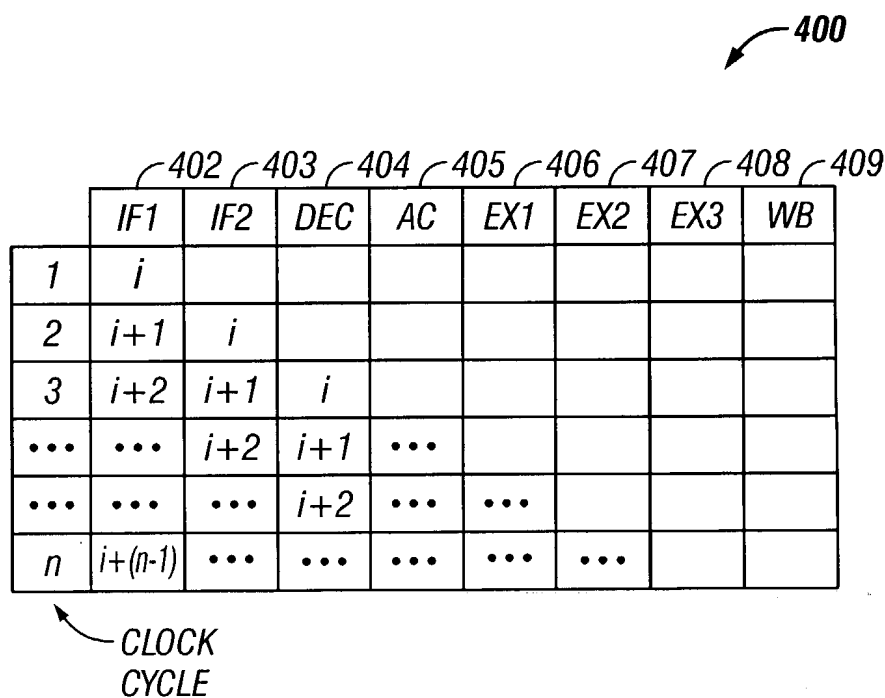 400
402 403 404 405 406 407 408 409
IF1 IF2 DEC AC EX1 EX2 EX3 WB
1 i
2 i+1 i
3 i+2 i+1 i
••• ••• i+2 i+1 •••
••• ••• ••• i+2 ••• •••
n i+(n-1) ••• ••• ••• ••• •••
CLOCK
CYCLE